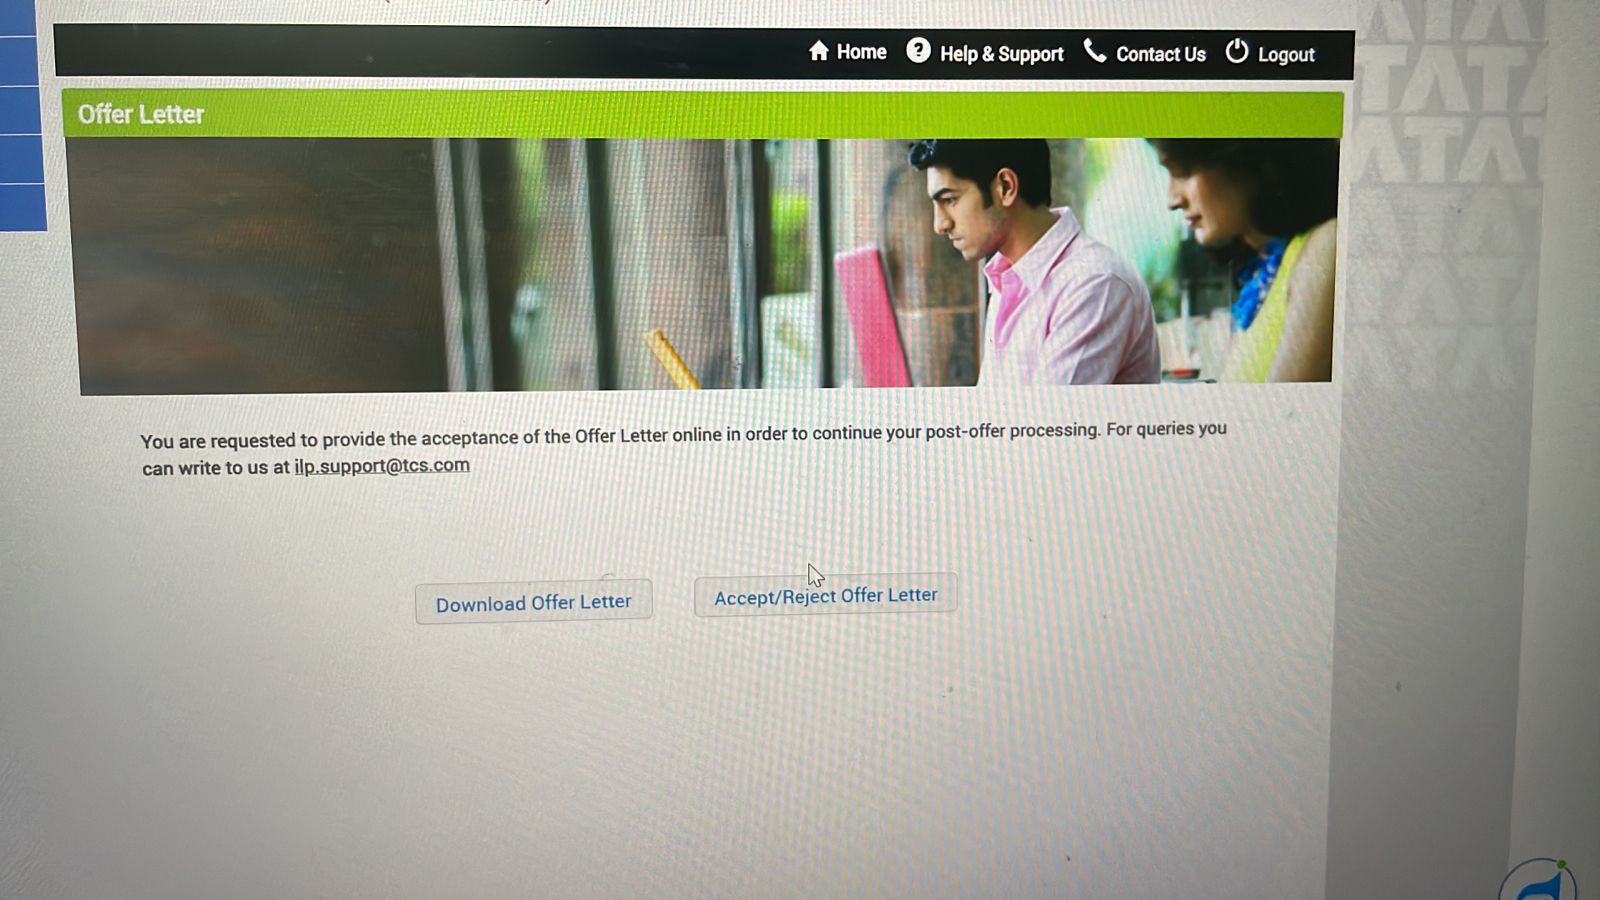 Home Help & Support Contact Us Logout
Offer Letter
You are requested to provide the acceptance of the Offer Letter online in order to continue your post-offer processing. For queries you
can write to us at ilp.support@tcs.com
Download Offer Letter Accept/Reject Offer Letter
TATA